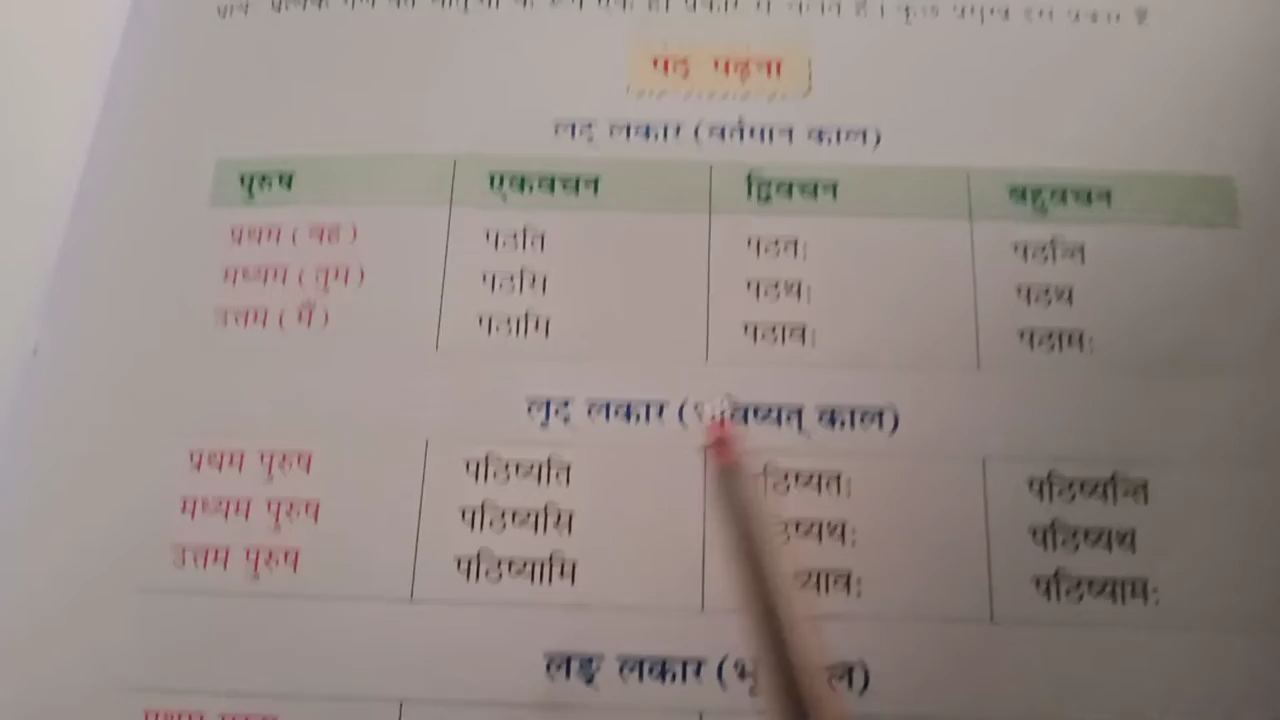 पठ् पढ़ना
लट् लकार (वर्तमान काल)
पुरुष एकवचन द्विवचन बहुवचन
प्रथम (वह) पठति पठतः पठन्ति
मध्यम (तुम) पठसि पठथः पठथ
उत्तम (मैं) पठामि पठावः पठामः
लृट् लकार (भविष्यत् काल)
प्रथम पुरुष पठिष्यति ठिष्यतः पठिष्यन्ति
मध्यम पुरुष पठिष्यसि ष्यथः पठिष्यथ
उत्तम पुरुष पठिष्यामि ष्यावः पठिष्यामः
लङ् लकार (भू ल)